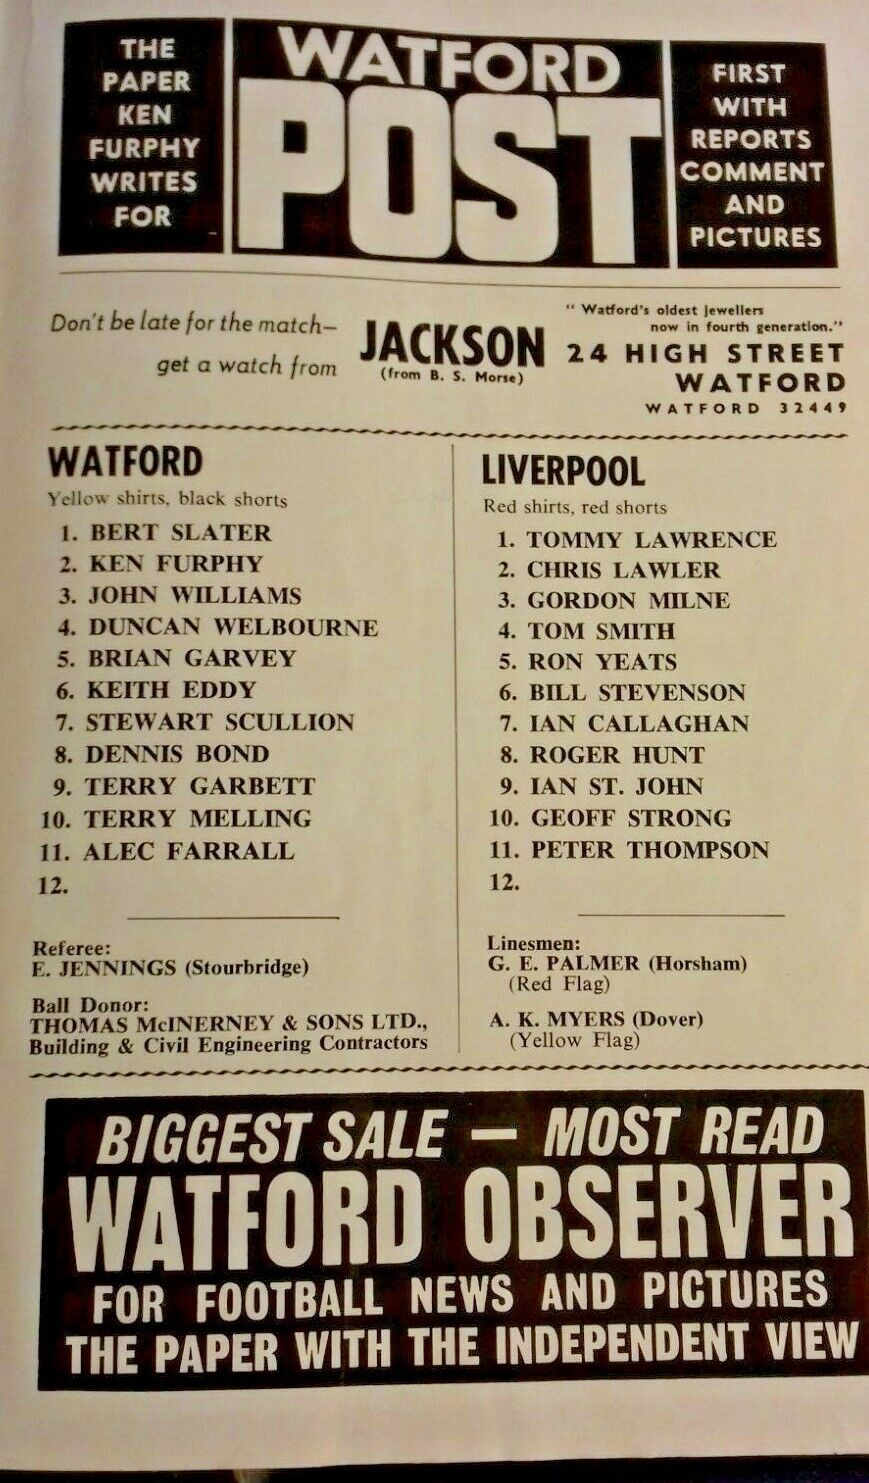 THE
PAPER
KEN
FURPHY
WRITES
FOR
WATFORD
POST
FIRST
WITH
REPORTS
COMMENT
AND
PICTURES
Don't be late for the match—
get a watch from
JACKSON
(from B. S. Morse)
" Watford's oldest Jewellers
now in fourth generation."
24 HIGH STREET
WATFORD
WATFORD 32449
WATFORD
Yellow shirts, black shorts
1. BERT SLATER
2. KEN FURPHY
3. JOHN WILLIAMS
4. DUNCAN WELBOURNE
5. BRIAN GARVEY
6. KEITH EDDY
7. STEWART SCULLION
8. DENNIS BOND
9. TERRY GARBETT
10. TERRY MELLING
11. ALEC FARRALL
12.
Referee:
E. JENNINGS (Stourbridge)
Ball Donor:
THOMAS McINERNEY & SONS LTD.,
Building & Civil Engineering Contractors
LIVERPOOL
Red shirts, red shorts
1. TOMMY LAWRENCE
2. CHRIS LAWLER
3. GORDON MILNE
4. TOM SMITH
5. RON YEATS
6. BILL STEVENSON
7. IAN CALLAGHAN
8. ROGER HUNT
9. IAN ST. JOHN
10. GEOFF STRONG
11. PETER THOMPSON
12.
Linesmen:
G. E. PALMER (Horsham)
(Red Flag)
A. K. MYERS (Dover)
(Yellow Flag)
BIGGEST SALE — MOST READ
WATFORD OBSERVER
FOR FOOTBALL NEWS AND PICTURES
THE PAPER WITH THE INDEPENDENT VIEW